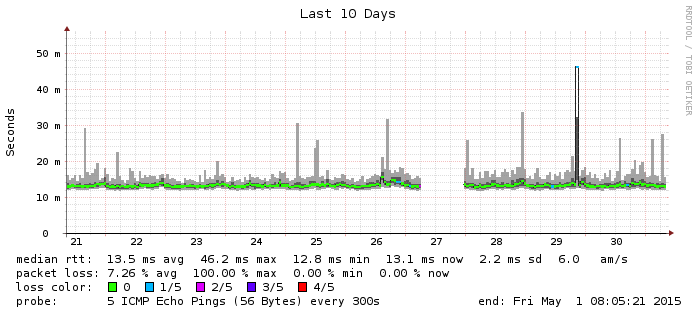 Last 10 Days
RRDTOOL / TOBI OETIKER
Seconds
50 m
40 m
30 m
20 m
10 m
0
21 22 23 24 25 26 27 28 29 30
median rtt: 13.5 ms avg 46.2 ms max 12.8 ms min 13.1 ms now 2.2 ms sd 6.0 am/s
packet loss: 7.26 % avg 100.00 % max 0.00 % min 0.00 % now
loss color: 0 1/5 2/5 3/5 4/5
probe: 5 ICMP Echo Pings (56 Bytes) every 300s end: Fri May 1 08:05:21 2015